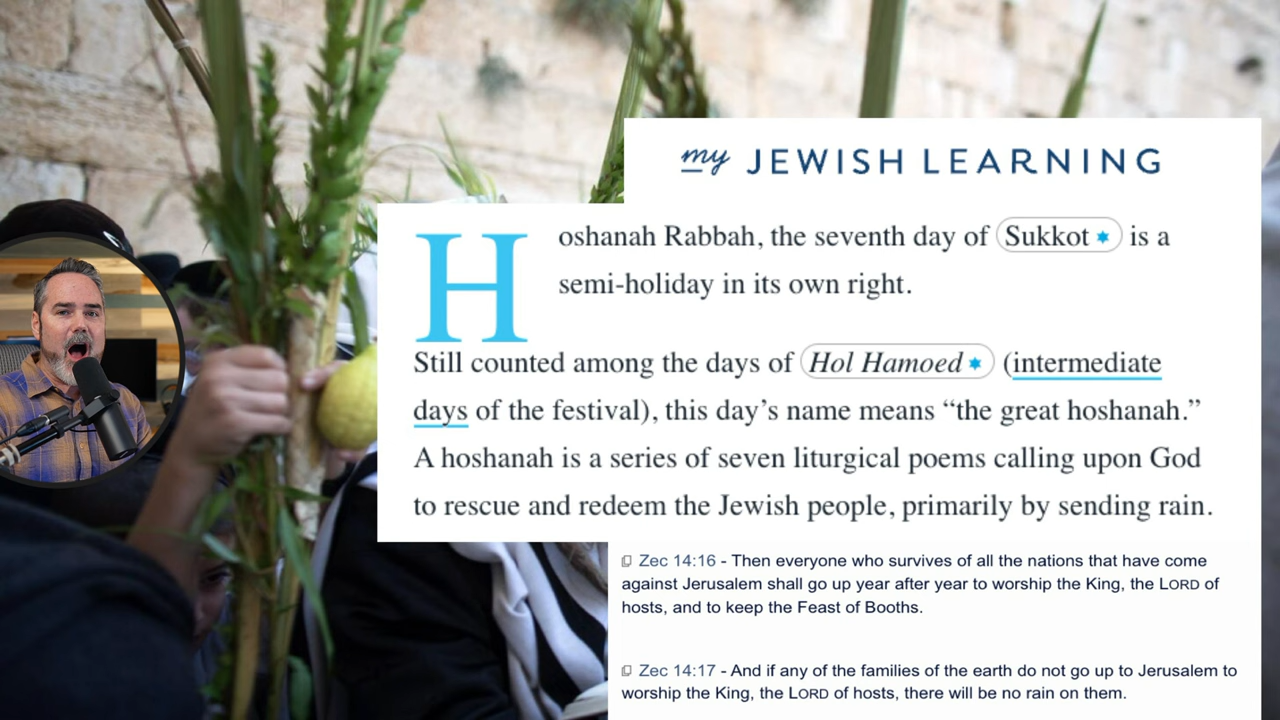 my JEWISH LEARNING
Hoshanah Rabbah, the seventh day of Sukkot is a
semi-holiday in its own right.
Still counted among the days of Hol Hamoed (intermediate
days of the festival), this day’s name means “the great hoshanah.”
A hoshanah is a series of seven liturgical poems calling upon God
to rescue and redeem the Jewish people, primarily by sending rain.
Zec 14:16 - Then everyone who survives of all the nations that have come
against Jerusalem shall go up year after year to worship the King, the LORD of
hosts, and to keep the Feast of Booths.
Zec 14:17 - And if any of the families of the earth do not go up to Jerusalem to
worship the King, the LORD of hosts, there will be no rain on them.